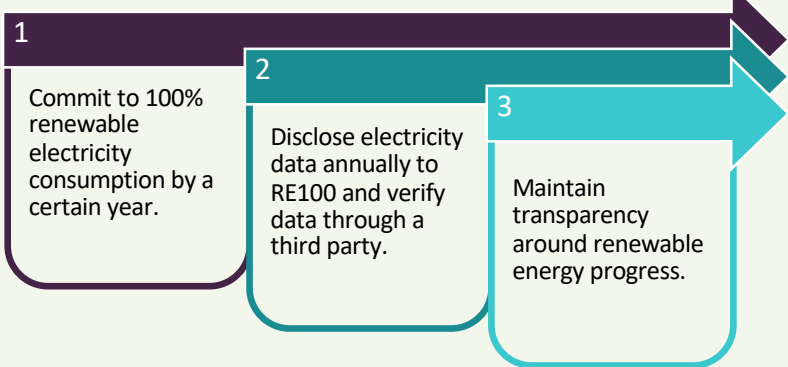 1
Commit to 100%
renewable
electricity
consumption by a
certain year.
2
Disclose electricity
data annually to
RE100 and verify
data through a
third party.
3
Maintain
transparency
around renewable
energy progress.